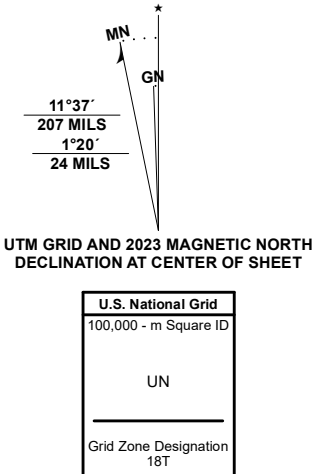 MN
GN
11°37´
207 MILS
1°20´
24 MILS
UTM GRID AND 2023 MAGNETIC NORTH
DECLINATION AT CENTER OF SHEET
U.S. National Grid
100,000 - m Square ID
UN
Grid Zone Designation
18T